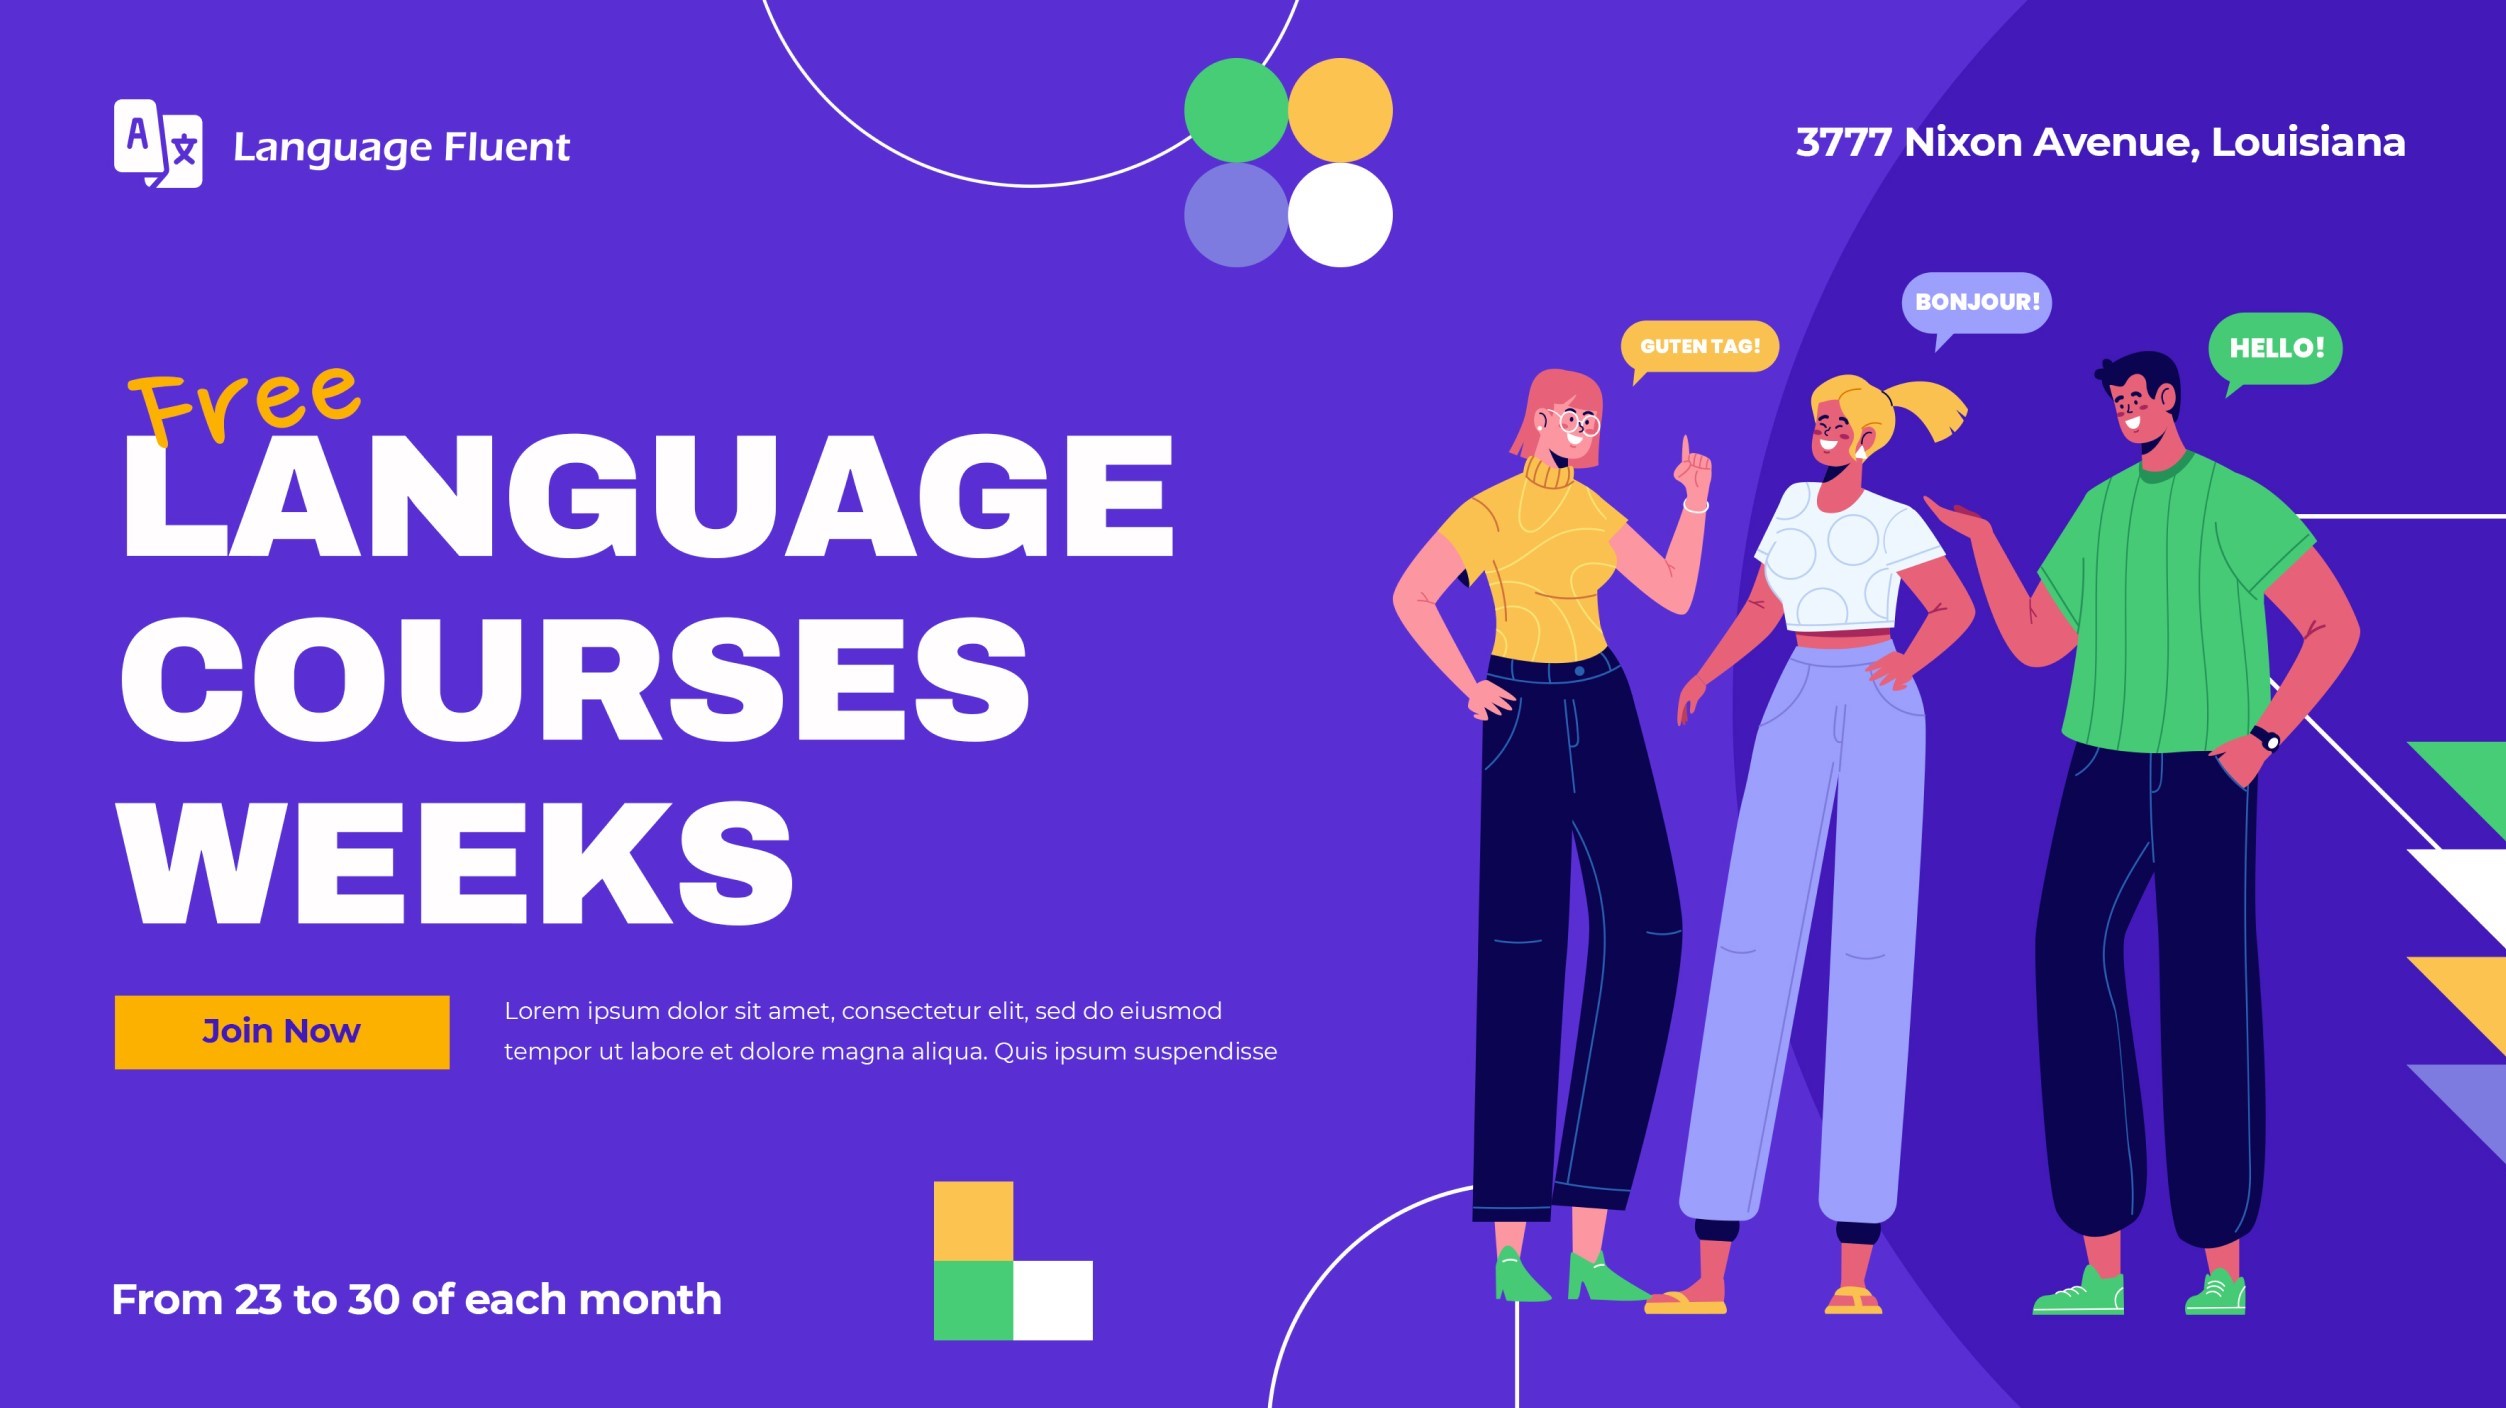 A 文
Language Fluent
3777 Nixon Avenue, Louisiana
Free
LANGUAGE
COURSES
WEEKS
Join Now
Lorem ipsum dolor sit amet, consectetur elit, sed do eiusmod
tempor ut labore et dolore magna aliqua. Quis ipsum suspendisse
From 23 to 30 of each month
GUTEN TAG!
BONJOUR!
HELLO!